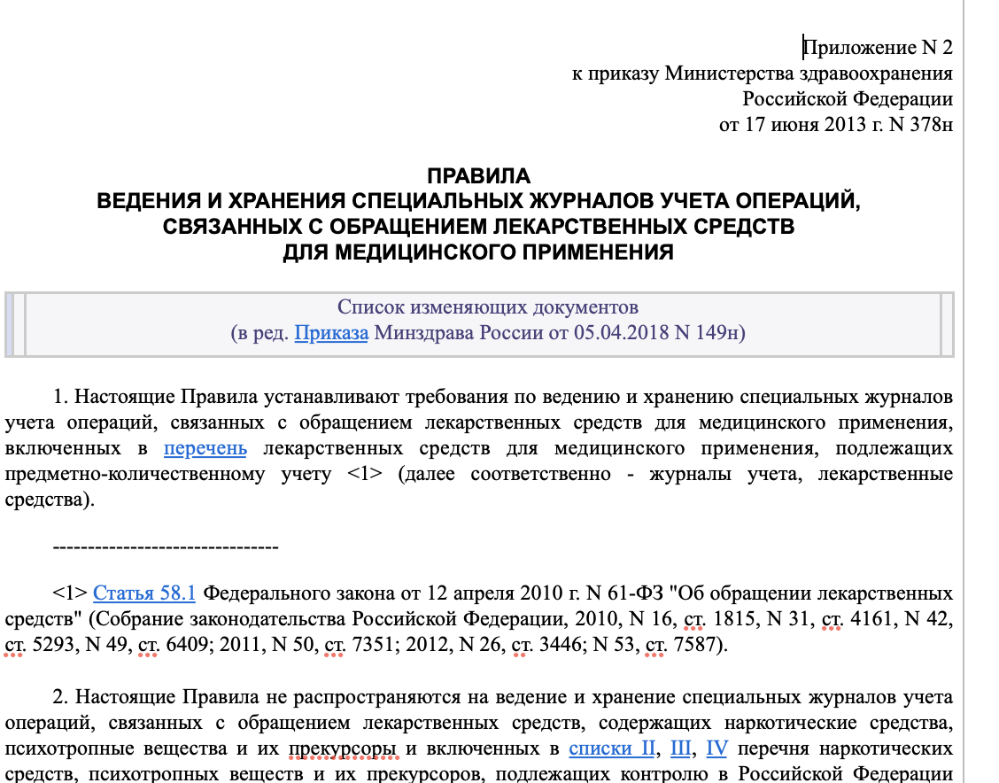 Приложение N 2
к приказу Министерства здравоохранения
Российской Федерации
от 17 июня 2013 г. N 378н
ПРАВИЛА
ВЕДЕНИЯ И ХРАНЕНИЯ СПЕЦИАЛЬНЫХ ЖУРНАЛОВ УЧЕТА ОПЕРАЦИЙ,
СВЯЗАННЫХ С ОБРАЩЕНИЕМ ЛЕКАРСТВЕННЫХ СРЕДСТВ
ДЛЯ МЕДИЦИНСКОГО ПРИМЕНЕНИЯ
Список изменяющих документов
(в ред. Приказа Минздрава России от 05.04.2018 N 149н)
1. Настоящие Правила устанавливают требования по ведению и хранению специальных журналов
учета операций, связанных с обращением лекарственных средств для медицинского применения,
включенных в перечень лекарственных средств для медицинского применения, подлежащих
предметно-количественному учету <1> (далее соответственно - журналы учета, лекарственные
средства).
--------------------------------
<1> Статья 58.1 Федерального закона от 12 апреля 2010 г. N 61-ФЗ "Об обращении лекарственных
средств" (Собрание законодательства Российской Федерации, 2010, N 16, ст. 1815, N 31, ст. 4161, N 42,
ст. 5293, N 49, ст. 6409; 2011, N 50, ст. 7351; 2012, N 26, ст. 3446; N 53, ст. 7587).
2. Настоящие Правила не распространяются на ведение и хранение специальных журналов учета
операций, связанных с обращением лекарственных средств, содержащих наркотические средства,
психотропные вещества и их прекурсоры и включенных в списки II, III, IV перечня наркотических
средств, психотропных веществ и их прекурсоров, подлежащих контролю в Российской Федерации